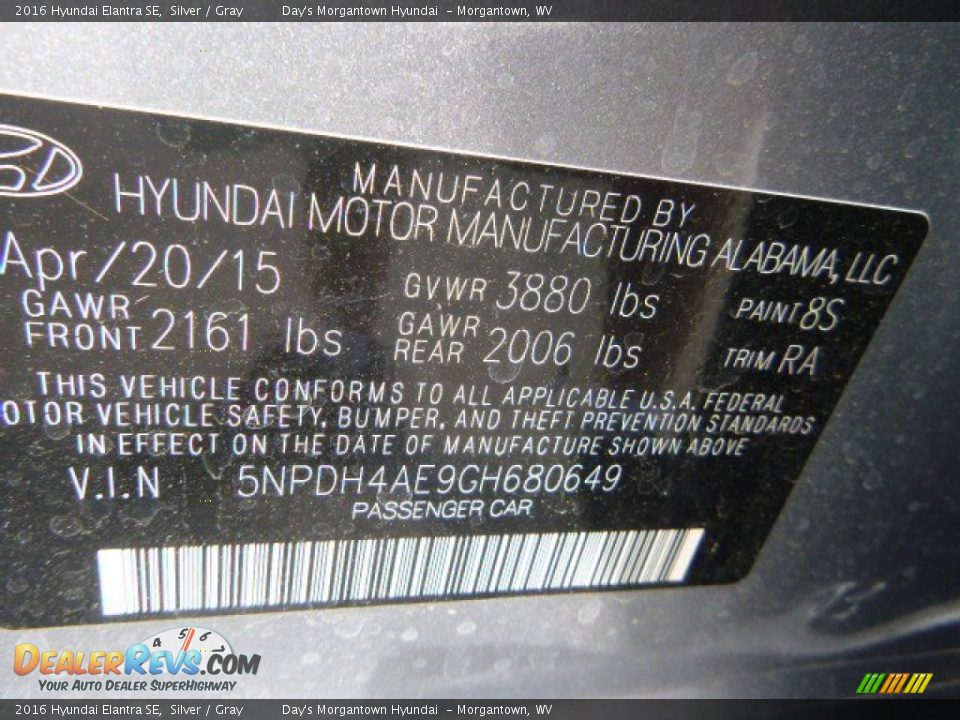 2016 Hyundai Elantra SE, Silver / Gray Day's Morgantown Hyundai - Morgantown, WV
MANUFACTURED BY
HYUNDAI MOTOR MANUFACTURING ALABAMA, LLC
Apr/20/15 GVWR 3880 lbs PAINT 8S
GAWR FRONT 2161 lbs GAWR REAR 2006 lbs TRIM RA
THIS VEHICLE CONFORMS TO ALL APPLICABLE U.S.A. FEDERAL
OTOR VEHICLE SAFETY, BUMPER, AND THEFT PREVENTION STANDARDS
IN EFFECT ON THE DATE OF MANUFACTURE SHOWN ABOVE
V.I.N 5NPDH4AE9GH680649
PASSENGER CAR
4 5 6
DEALERREVS.COM
YOUR AUTO DEALER SUPERHIGHWAY
2016 Hyundai Elantra SE, Silver / Gray Day's Morgantown Hyundai - Morgantown, WV